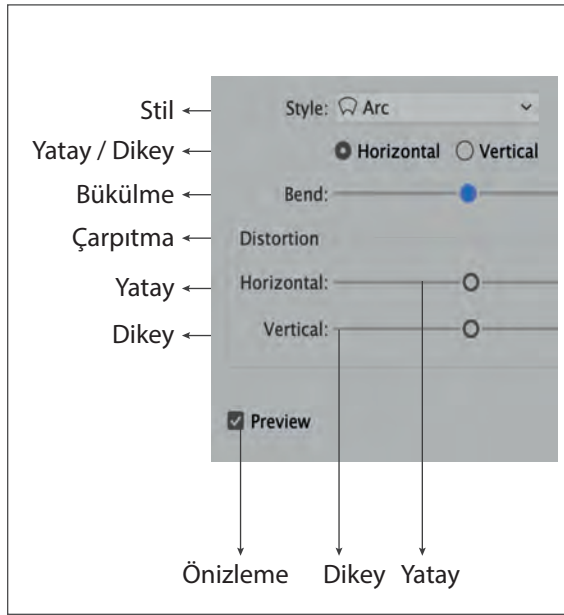 Stil
Style: Arc
Yatay / Dikey
Horizontal Vertical
Bükülme
Bend:
Çarpıtma
Distortion
Yatay
Horizontal:
Dikey
Vertical:
Preview
Önizleme Dikey Yatay